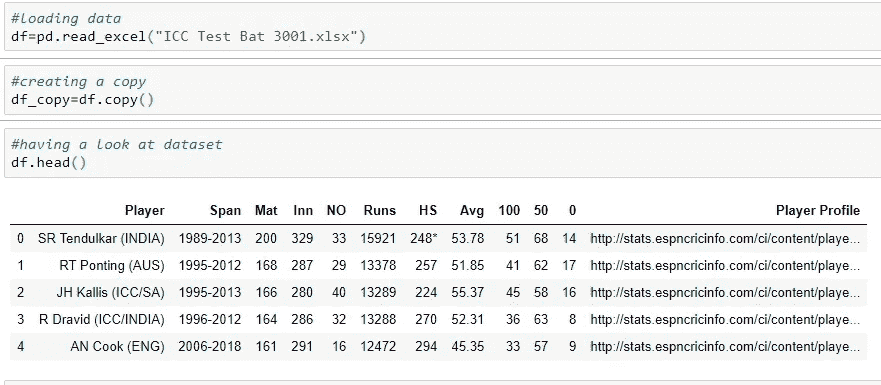 #loading data
df=pd.read_excel("ICC Test Bat 3001.xlsx")
#creating a copy
df_copy=df.copy()
#having a look at dataset
df.head()
Player Span Mat Inn NO Runs HS Avg 100 50 0 Player Profile
0 SR Tendulkar (INDIA) 1989-2013 200 329 33 15921 248* 53.78 51 68 14 http://stats.espncricinfo.com/ci/content/playe...
1 RT Ponting (AUS) 1995-2012 168 287 29 13378 257 51.85 41 62 17 http://stats.espncricinfo.com/ci/content/playe...
2 JH Kallis (ICC/SA) 1995-2013 166 280 40 13289 224 55.37 45 58 16 http://stats.espncricinfo.com/ci/content/playe...
3 R Dravid (ICC/INDIA) 1996-2012 164 286 32 13288 270 52.31 36 63 8 http://stats.espncricinfo.com/ci/content/playe...
4 AN Cook (ENG) 2006-2018 161 291 16 12472 294 45.35 33 57 9 http://stats.espncricinfo.com/ci/content/playe...